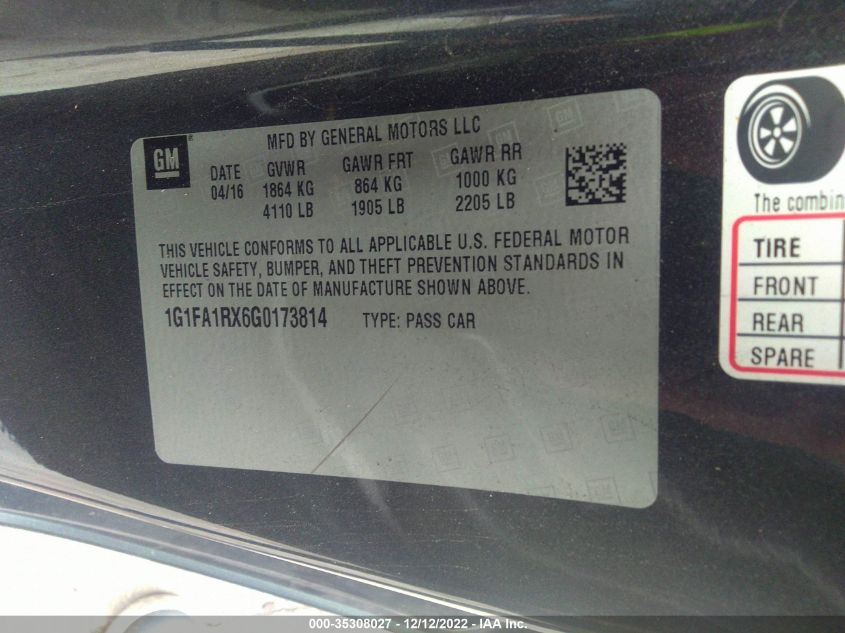 GM
MFD BY GENERAL MOTORS LLC
DATE GVWR GAWR FRT GAWR RR
04/16 1864 KG 864 KG 1000 KG
4110 LB 1905 LB 2205 LB
THIS VEHICLE CONFORMS TO ALL APPLICABLE U.S. FEDERAL MOTOR
VEHICLE SAFETY, BUMPER, AND THEFT PREVENTION STANDARDS IN
EFFECT ON THE DATE OF MANUFACTURE SHOWN ABOVE.
1G1FA1RX6G0173814 TYPE: PASS CAR
The combin
TIRE
FRONT
REAR
SPARE
000-35308027 - 12/12/2022 - IAA Inc.